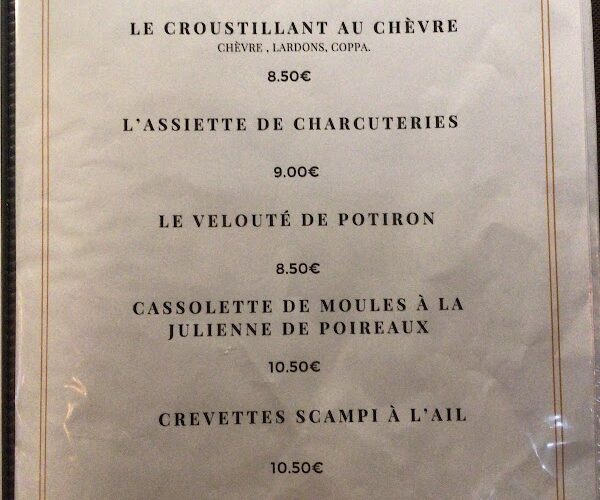 LE CROUSTILLANT AU CHÈVRE
CHÈVRE , LARDONS, COPPA.
8.50€
L'ASSIETTE DE CHARCUTERIES
9.00€
LE VELOUTÉ DE POTIRON
8.50€
CASSOLETTE DE MOULES À LA
JULIENNE DE POIREAUX
10.50€
CREVETTES SCAMPI À L'AIL
10.50€